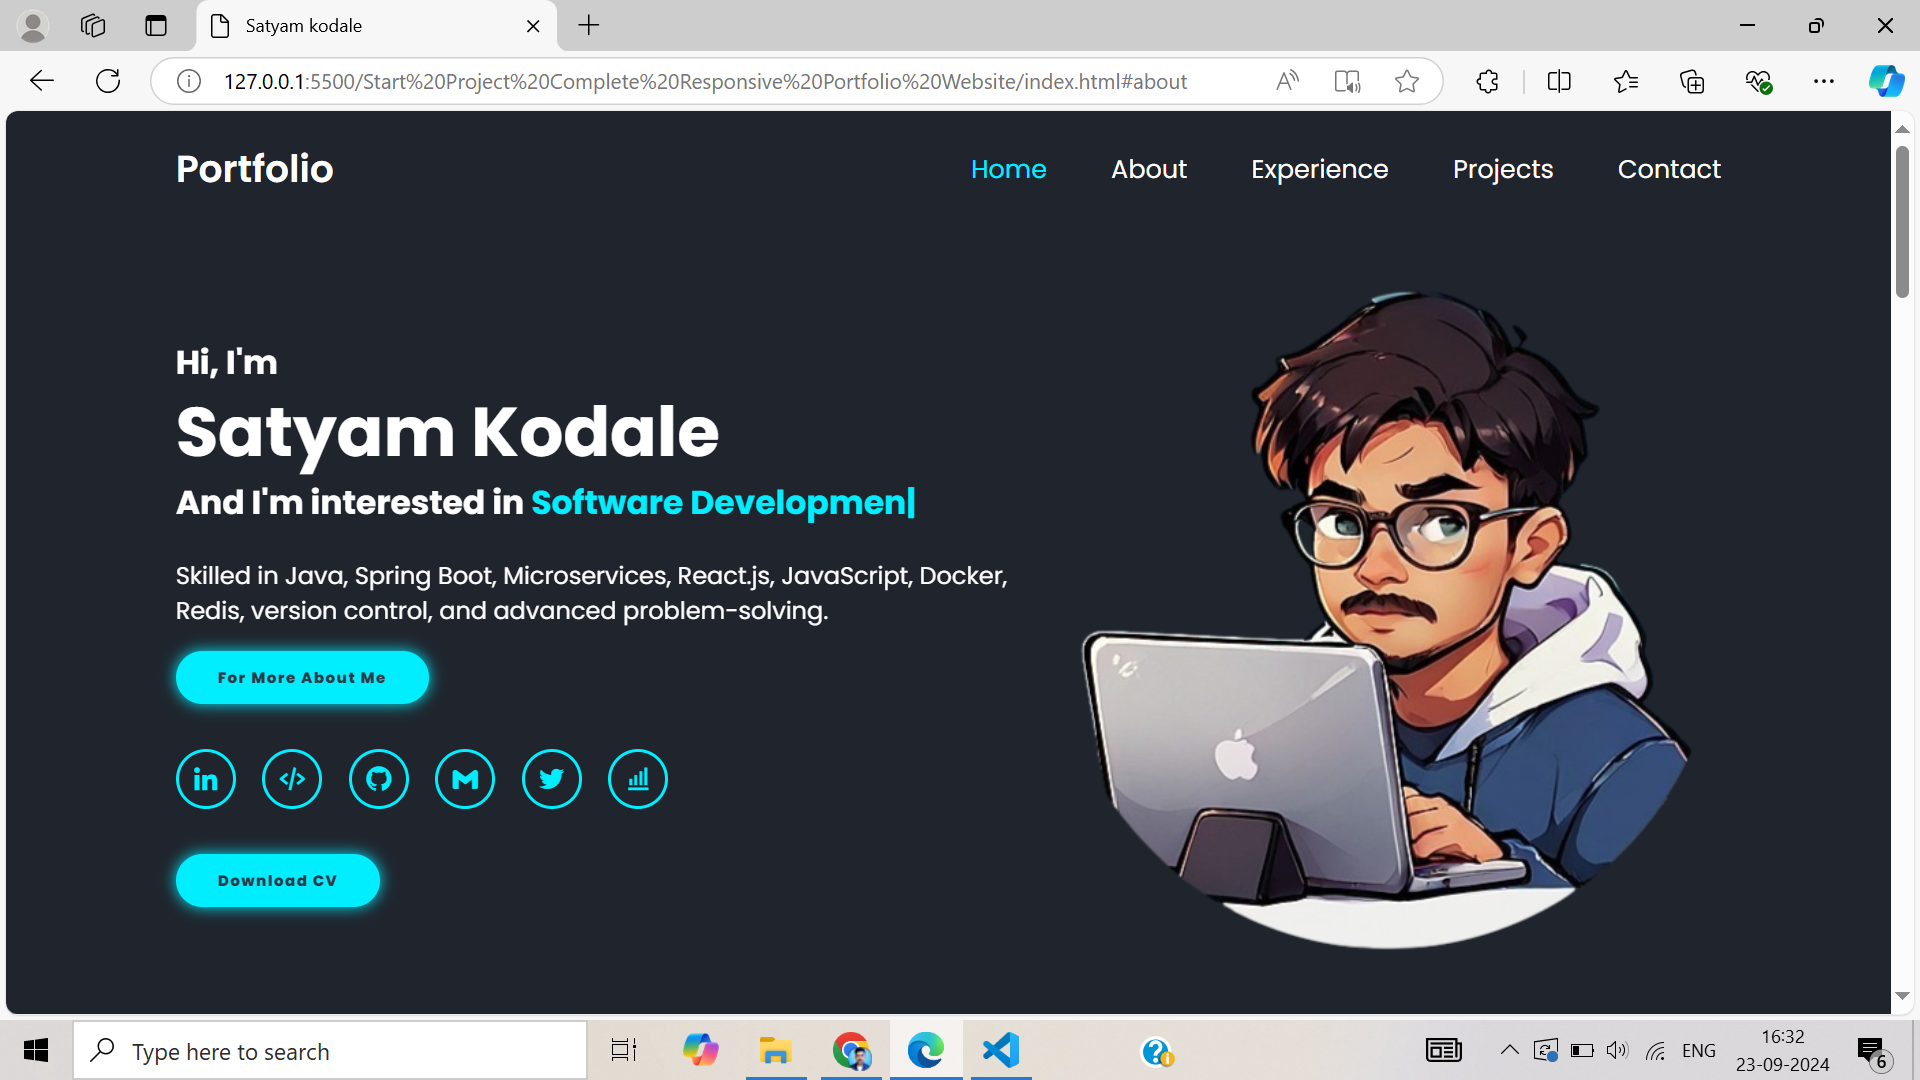 Satyam kodale
127.0.0.1:5500/Start%20Project%20Complete%20Responsive%20Portfolio%20Website/index.html#about
Portfolio
Home About Experience Projects Contact
Hi, I'm
Satyam Kodale
And I'm interested in Software Developmen|
Skilled in Java, Spring Boot, Microservices, React.js, JavaScript, Docker,
Redis, version control, and advanced problem-solving.
For More About Me
Download CV
Type here to search
ENG
16:32
23-09-2024
6